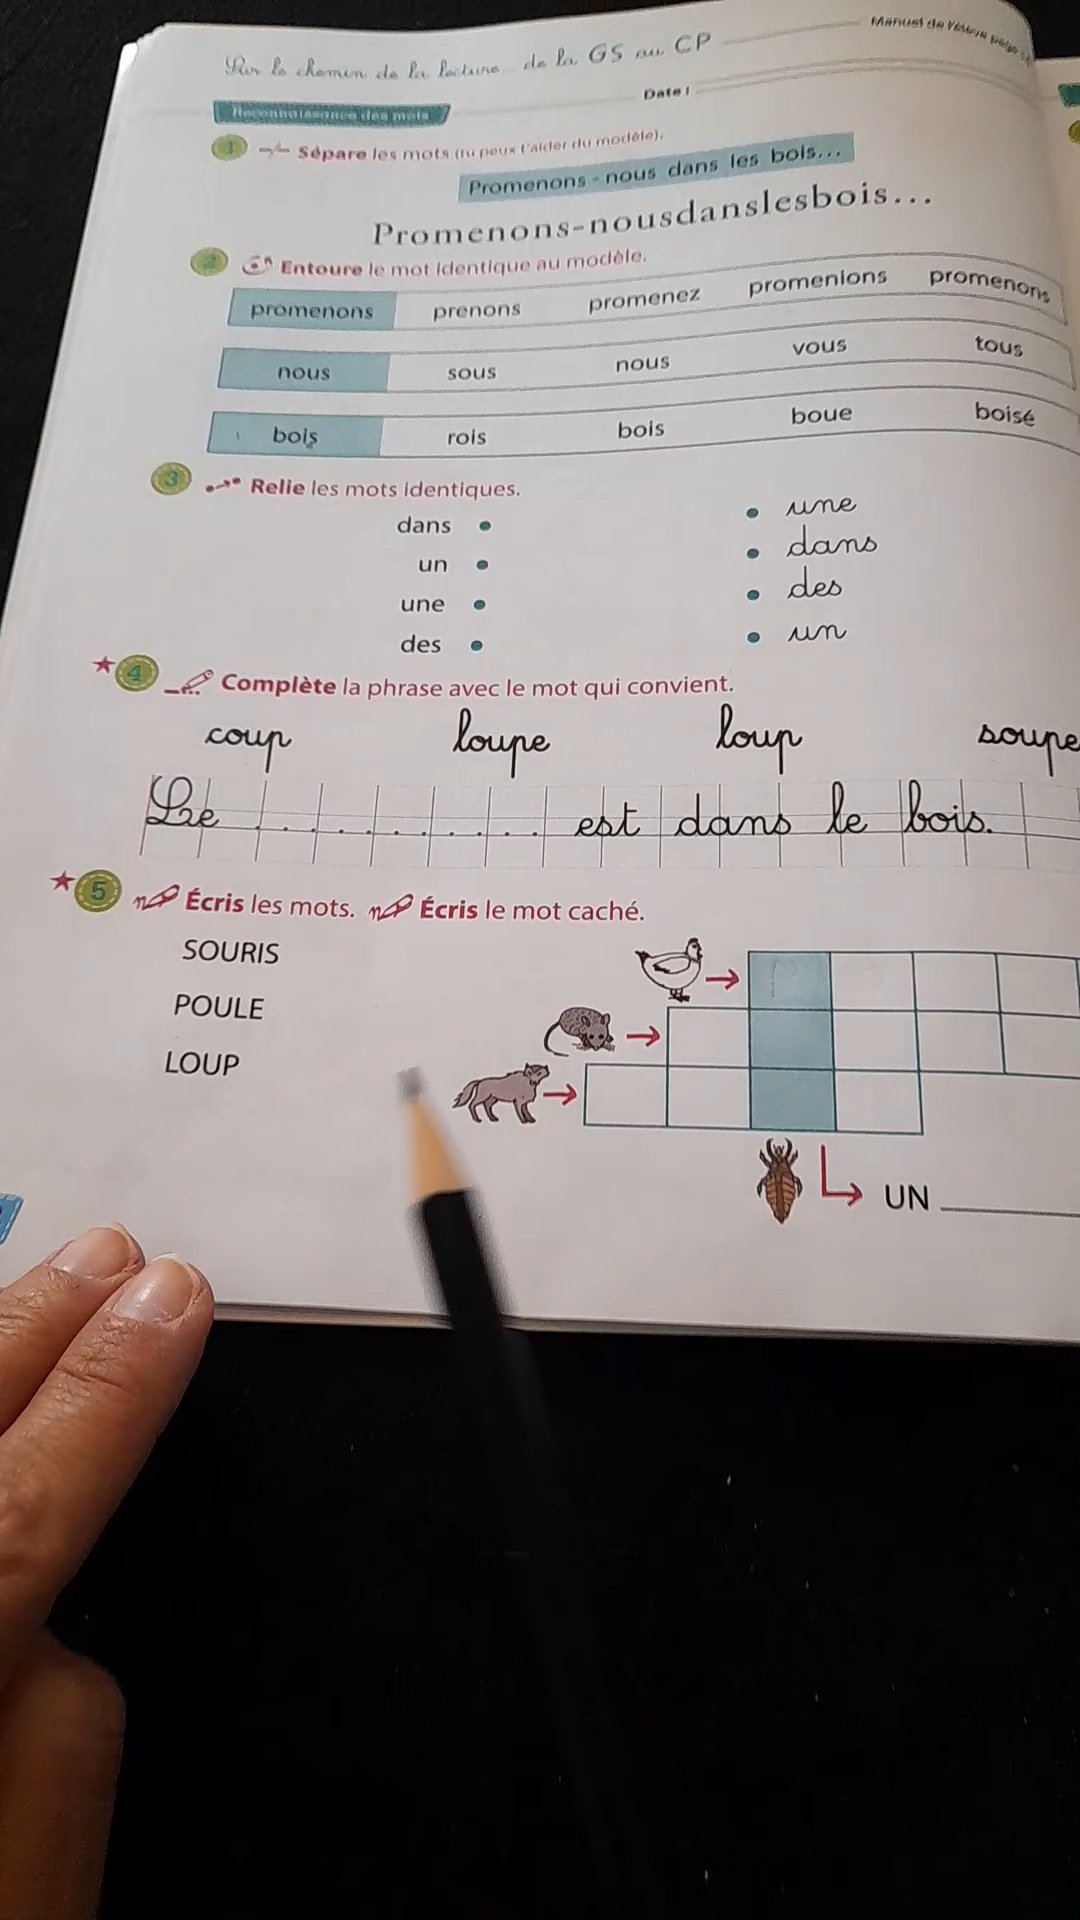 Sur le chemin de la lecture... de la GS au CP
Manuel de l'élève page
Date :
Reconnaissance des mots
1 Sépare les mots (tu peux t'aider du modèle).
Promenons - nous dans les bois...
Promenons-nousdanslesbois...
2 Entoure le mot identique au modèle.
promenons prenons promenez promenions promenons
nous sous nous vous tous
bois rois bois boue boisé
3 Relie les mots identiques.
dans • • une
un • • dans
une • • des
des • • un
4 Complète la phrase avec le mot qui convient.
coup loupe loup soupe
Le .......... est dans le bois.
5 Écris les mots. Écris le mot caché.
SOURIS
POULE
LOUP
UN